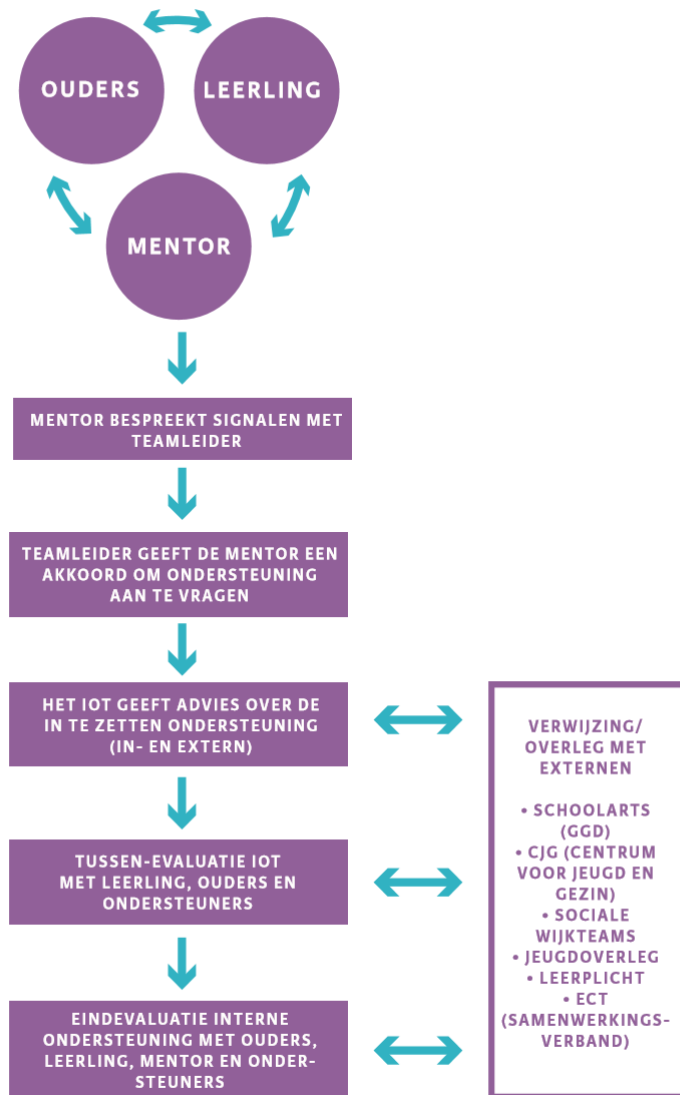 OUDERS
LEERLING
MENTOR
MENTOR BESPREEKT SIGNALEN MET
TEAMLEIDER
TEAMLEIDER GEEFT DE MENTOR EEN
AKKOORD OM ONDERSTEUNING
AAN TE VRAGEN
HET IOT GEEFT ADVIES OVER DE
IN TE ZETTEN ONDERSTEUNING
(IN- EN EXTERN)
TUSSEN-EVALUATIE IOT
MET LEERLING, OUDERS EN
ONDERSTEUNERS
EINDEVALUATIE INTERNE
ONDERSTEUNING MET OUDERS,
LEERLING, MENTOR EN ONDER-
STEUNERS
VERWIJZING/
OVERLEG MET
EXTERNEN
• SCHOOLARTS
(GGD)
• CJG (CENTRUM
VOOR JEUGD EN
GEZIN)
• SOCIALE
WIJKTEAMS
• JEUGDOVERLEG
• LEERPLICHT
• ECT
(SAMENWERKINGS-
VERBAND)